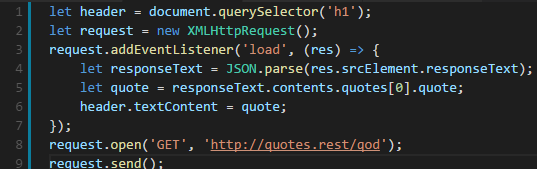 1 let header = document.querySelector('h1');
2 let request = new XMLHttpRequest();
3 request.addEventListener('load', (res) => {
4     let responseText = JSON.parse(res.srcElement.responseText);
5     let quote = responseText.contents.quotes[0].quote;
6     header.textContent = quote;
7 });
8 request.open('GET', 'http://quotes.rest/qod');
9 request.send();